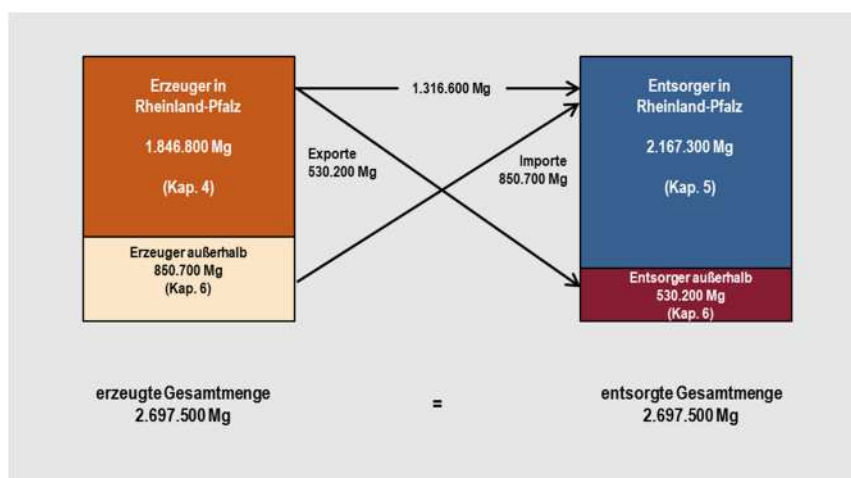 Erzeuger in
Rheinland-Pfalz
1.846.800 Mg
(Kap. 4)
Erzeuger außerhalb
850.700 Mg
(Kap. 6)
1.316.600 Mg
Exporte
530.200 Mg
Importe
850.700 Mg
Entsorger in
Rheinland-Pfalz
2.167.300 Mg
(Kap. 5)
Entsorger außerhalb
530.200 Mg
(Kap. 6)
erzeugte Gesamtmenge
2.697.500 Mg
=
entsorgte Gesamtmenge
2.697.500 Mg